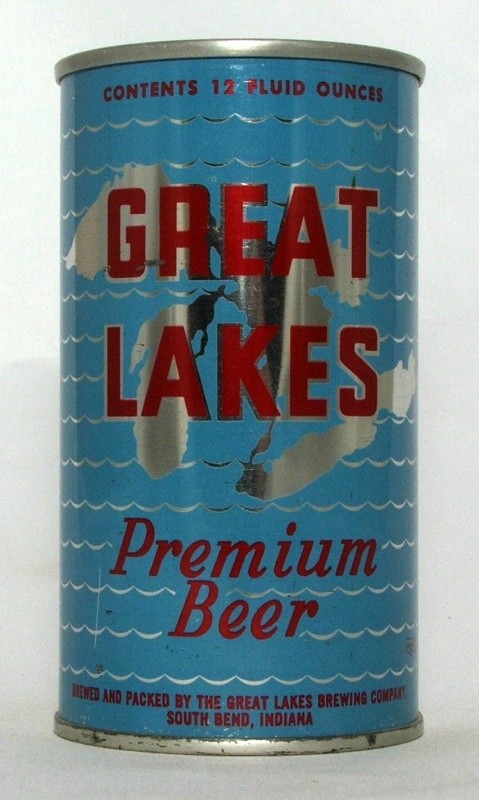 CONTENTS 12 FLUID OUNCES
GREAT
LAKES
Premium
Beer
BREWED AND PACKED BY THE GREAT LAKES BREWING COMPANY,
SOUTH BEND, INDIANA